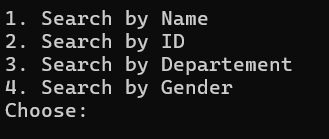 1. Search by Name
2. Search by ID
3. Search by Departement
4. Search by Gender
Choose: